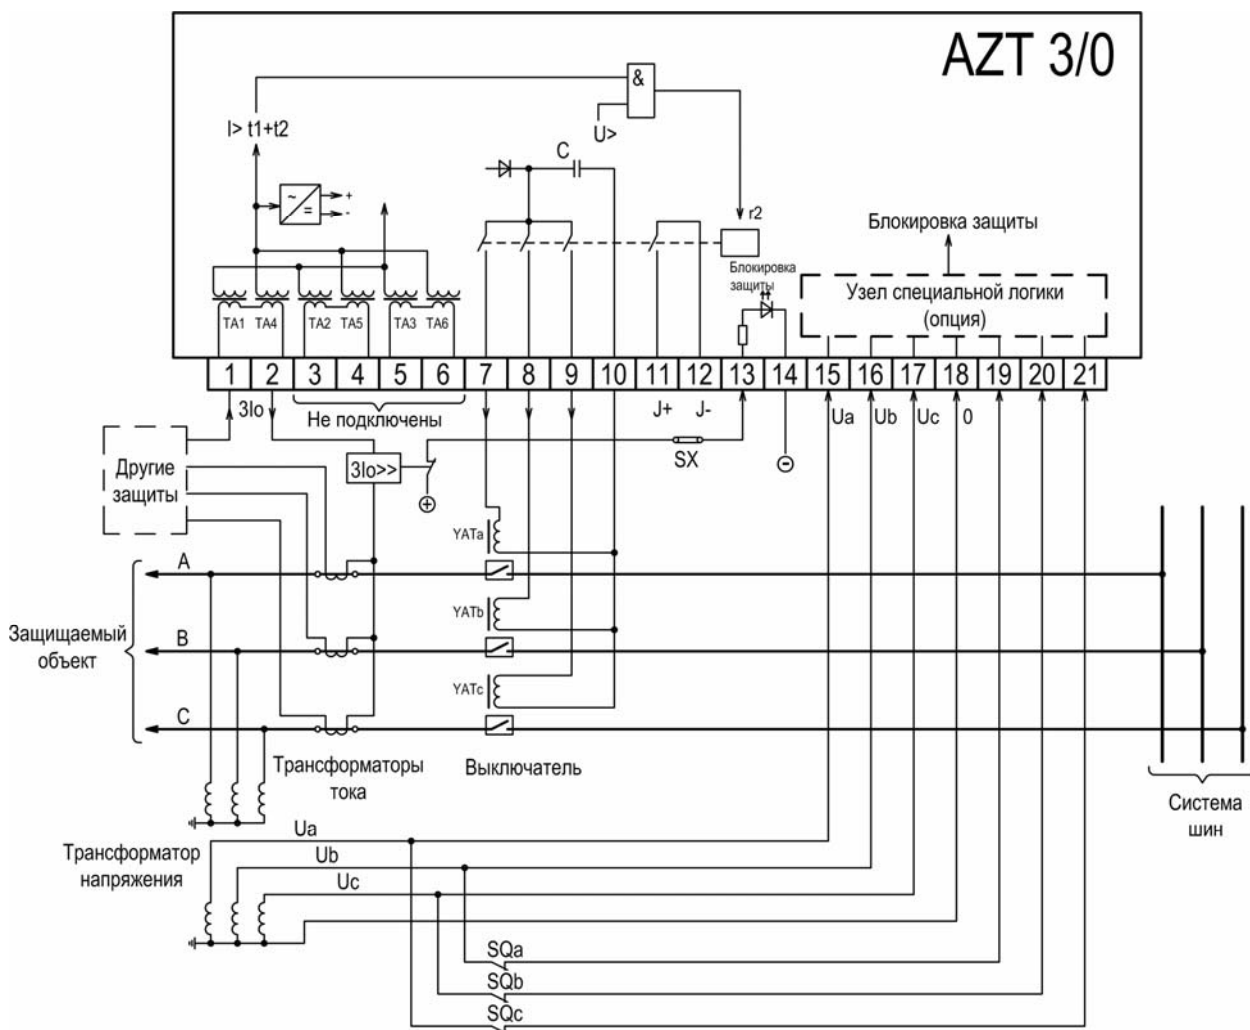 AZT 3/0
&
I> t1+t2
U>
C
~
=
+
-
r2
Блокировка защиты
Блокировка
защиты
Узел специальной логики
(опция)
TA1 TA4 TA2 TA5 TA3 TA6
1 2 3 4 5 6 7 8 9 10 11 12 13 14 15 16 17 18 19 20 21
3Io
Не подключены
J+ J-
Ua Ub Uc 0
SX
Другие
защиты
3Io>>
+
-
YATa
A
YATb
Защищаемый
объект
B
YATc
C
Трансформаторы
тока
Выключатель
Система
шин
Трансформатор
напряжения
Ua
Ub
Uc
SQa
SQb
SQc